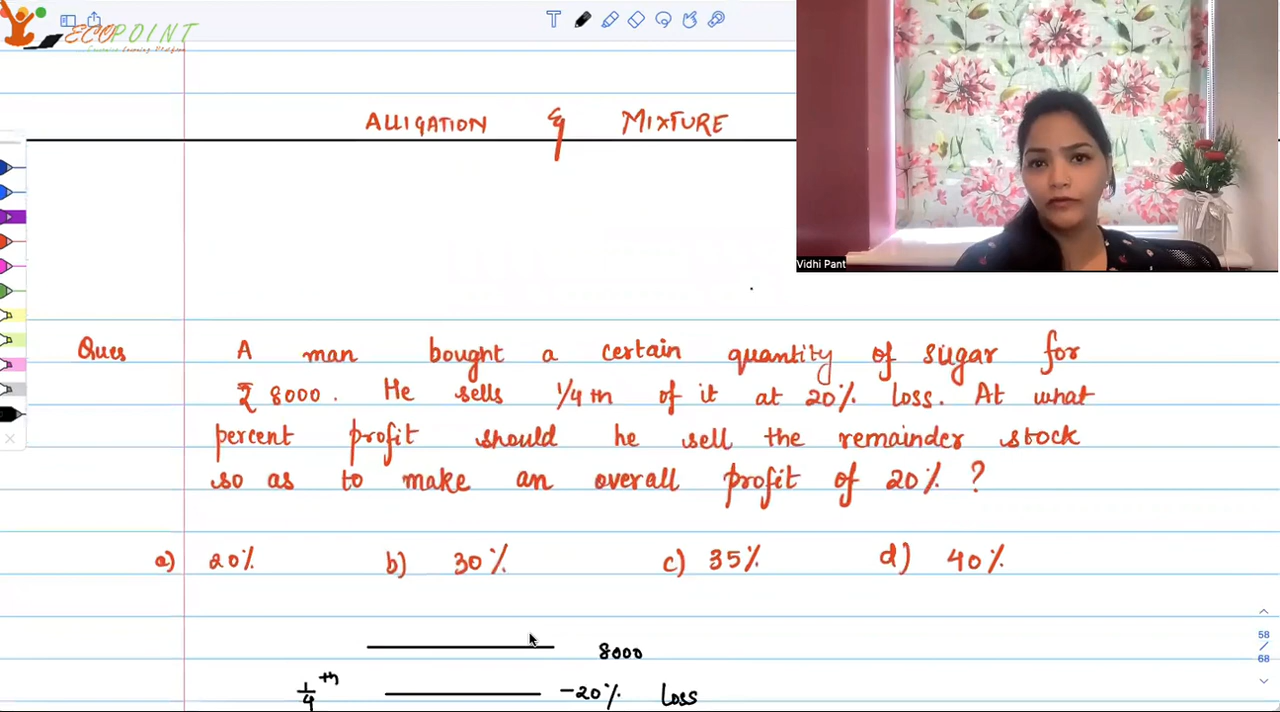 ECOPOINT
ALLIGATION & MIXTURE
Vidhi Pant
Ques A man bought a certain quantity of sugar for
₹ 8000. He sells 1/4 th of it at 20% loss. At what
percent profit should he sell the remainder stock
so as to make an overall profit of 20% ?
a) 20% b) 30% c) 35% d) 40%
8000
1/4 th -20% loss
58
/
68